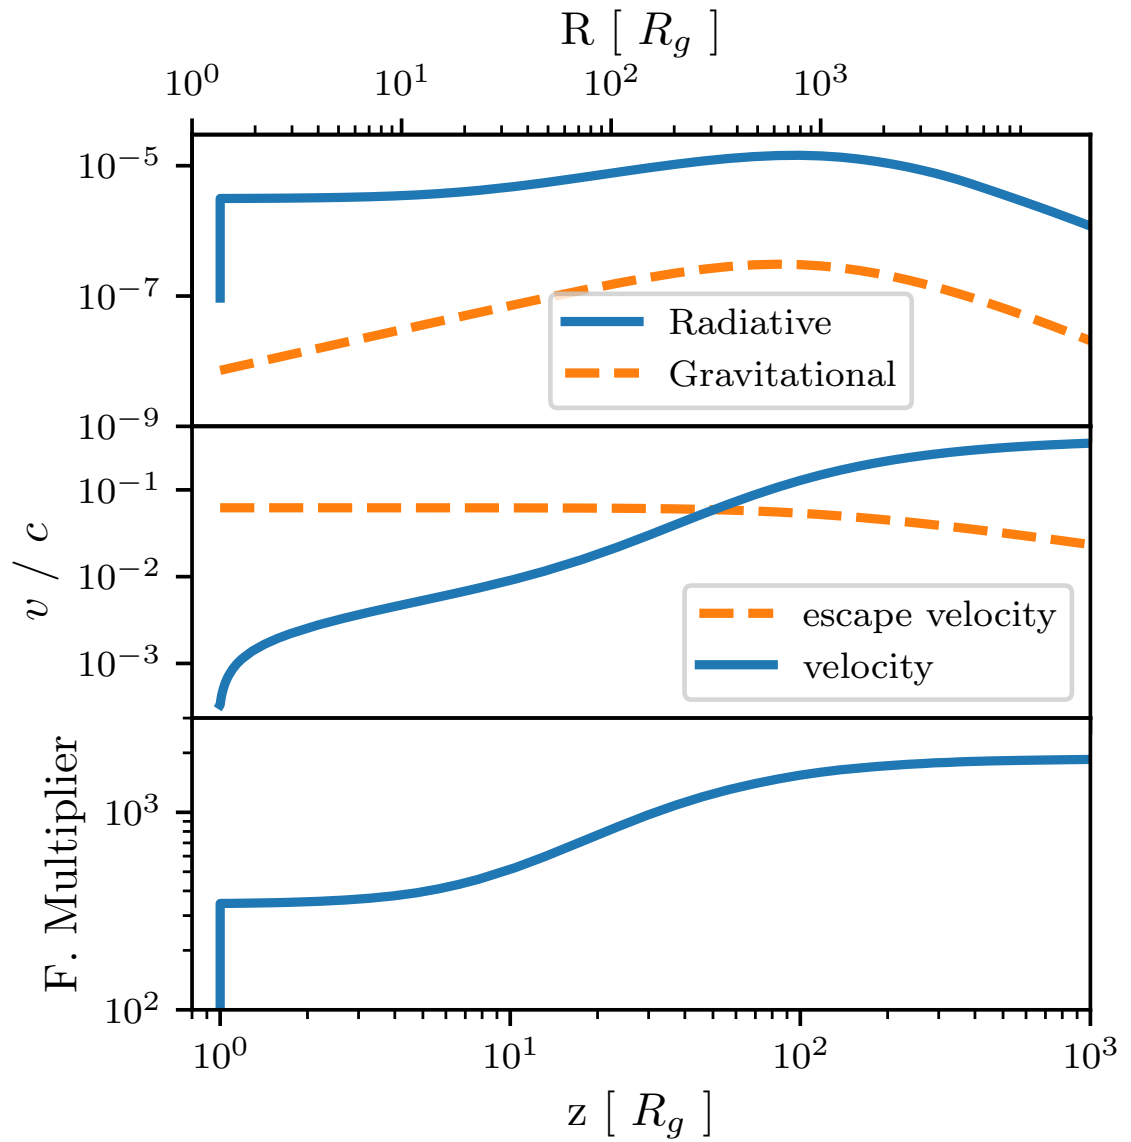 R [ R_g ]
10^0 10^1 10^2 10^3
10^-5
10^-7
10^-9
Radiative
Gravitational
v / c
10^-1
10^-2
10^-3
escape velocity
velocity
F. Multiplier
10^3
10^2
10^0 10^1 10^2 10^3
z [ R_g ]